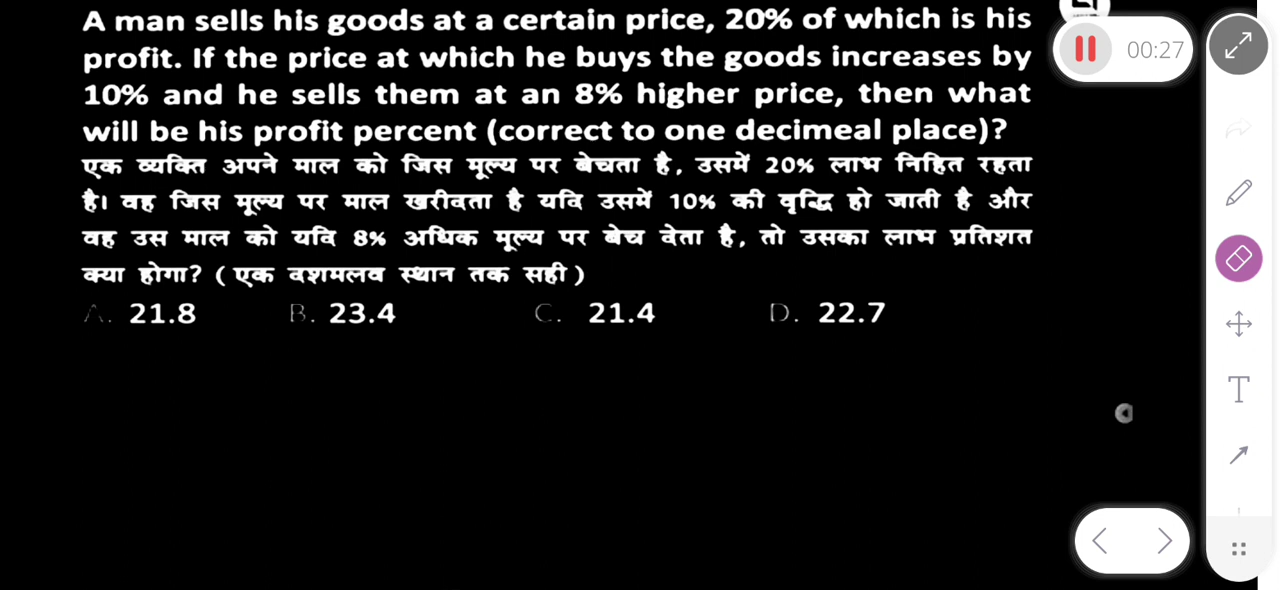 A man sells his goods at a certain price, 20% of which is his
profit. If the price at which he buys the goods increases by
10% and he sells them at an 8% higher price, then what
will be his profit percent (correct to one decimeal place)?
एक व्यक्ति अपने माल को जिस मूल्य पर बेचता है, उसमें 20% लाभ निहित रहता
है। वह जिस मूल्य पर माल खरीदता है यदि उसमें 10% की वृद्धि हो जाती है और
वह उस माल को यदि 8% अधिक मूल्य पर बेच देता है, तो उसका लाभ प्रतिशत
क्या होगा? ( एक दशमलव स्थान तक सही )
A. 21.8 B. 23.4 C. 21.4 D. 22.7
00:27
T